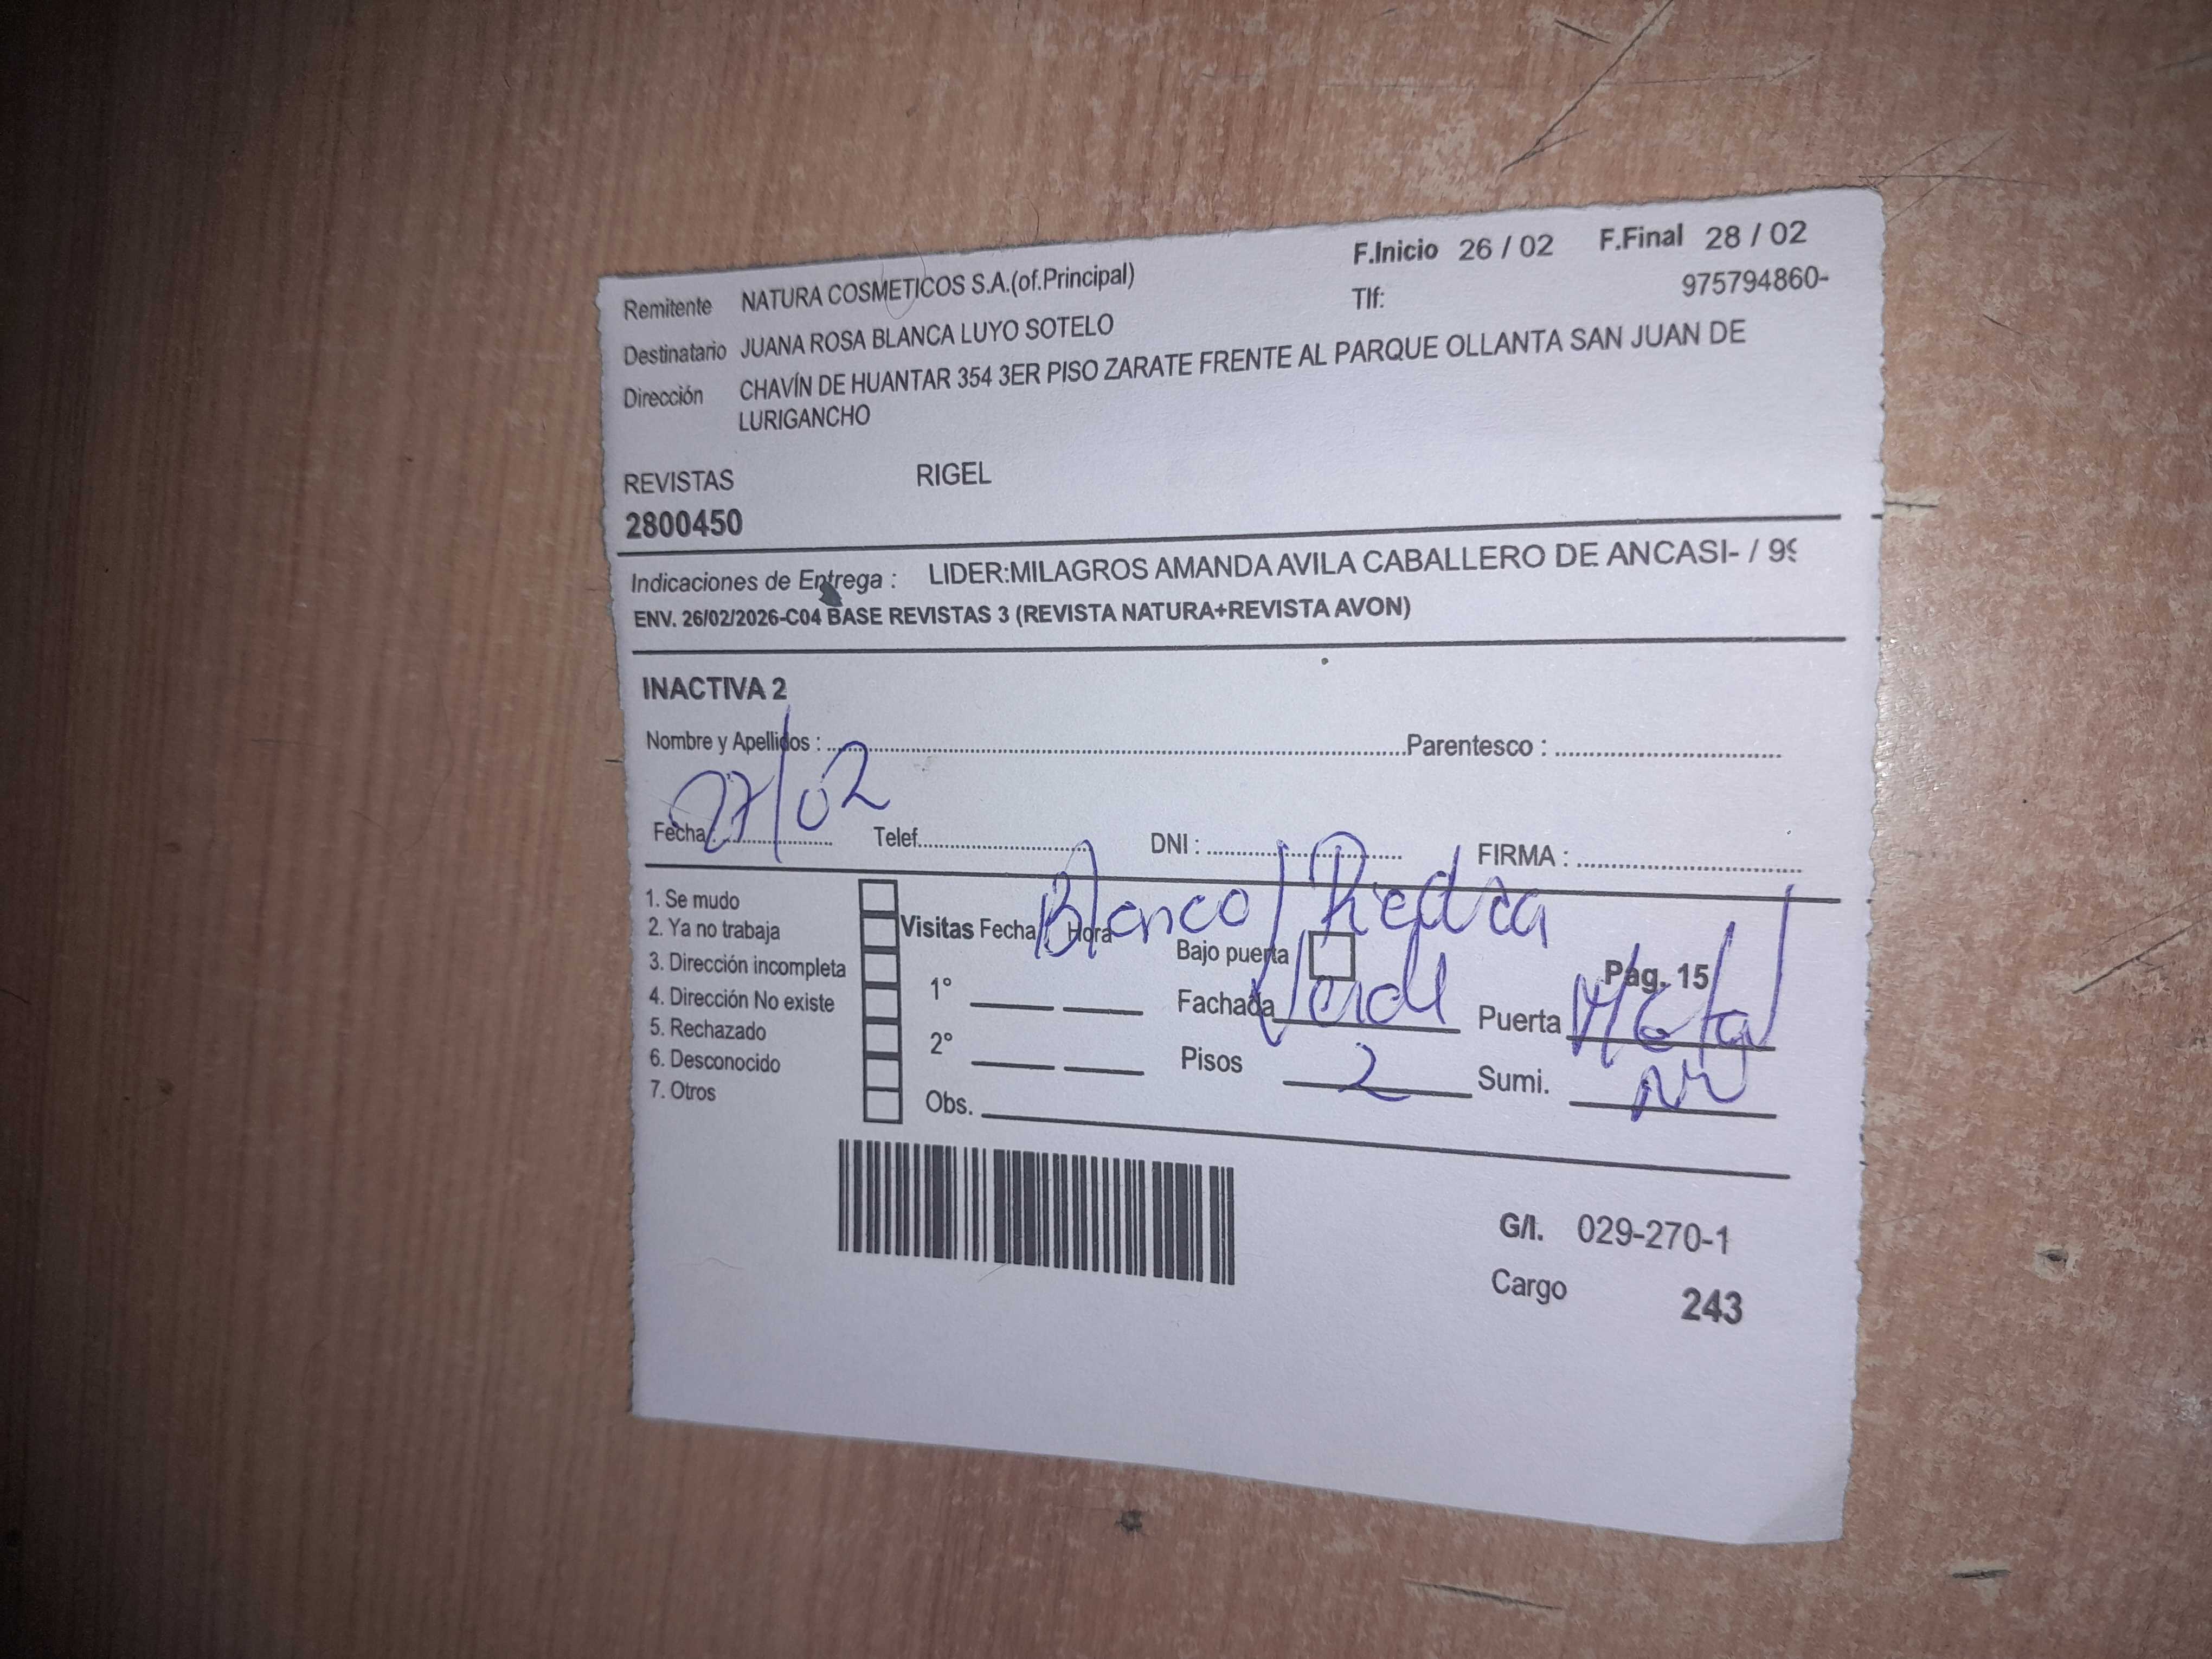 F.Inicio 26 / 02 F.Final 28 / 02
Remitente NATURA COSMETICOS S.A.(of.Principal) Tlf: 975794860-
Destinatario JUANA ROSA BLANCA LUYO SOTELO
Dirección CHAVÍN DE HUANTAR 354 3ER PISO ZARATE FRENTE AL PARQUE OLLANTA SAN JUAN DE
LURIGANCHO
REVISTAS RIGEL
2800450
Indicaciones de Entrega : LIDER:MILAGROS AMANDA AVILA CABALLERO DE ANCASI- / 99
ENV. 26/02/2026-C04 BASE REVISTAS 3 (REVISTA NATURA+REVISTA AVON)
INACTIVA 2
Nombre y Apellidos : Parentesco :
Fecha : 27/02 Telef. DNI : FIRMA :
Blanco/Piedra
1. Se mudo
2. Ya no trabaja
3. Dirección incompleta
4. Dirección No existe
5. Rechazado
6. Desconocido
7. Otros
Visitas Fecha Hora
1°
2°
Obs.
Bajo puerta Pag. 15
Fachada Verde Puerta Metal
Pisos 2 Sumi.
G/I. 029-270-1
Cargo 243